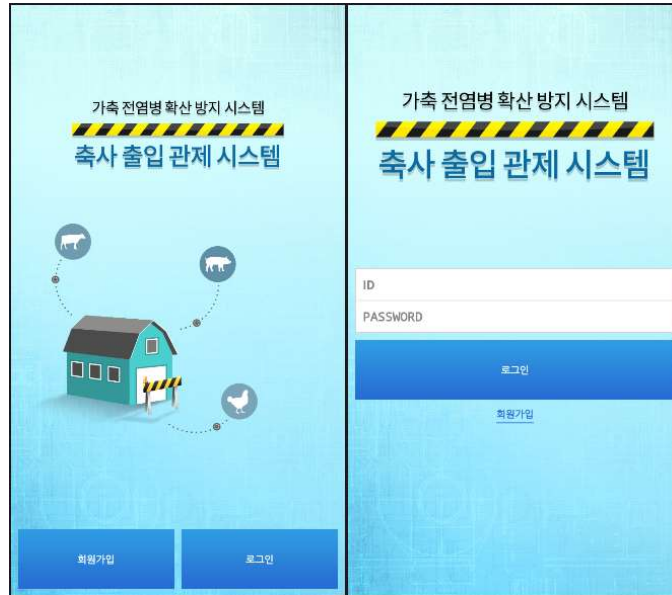 가축 전염병 확산 방지 시스템
축사 출입 관제 시스템
회원가입
로그인
가축 전염병 확산 방지 시스템
축사 출입 관제 시스템
ID
PASSWORD
로그인
회원가입